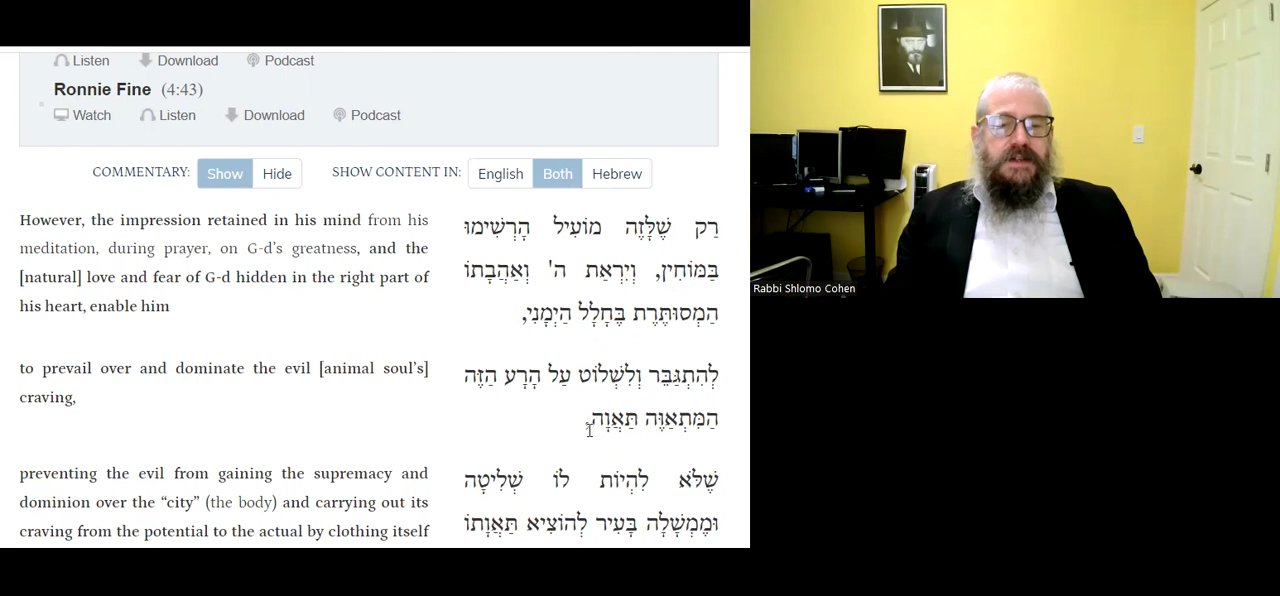 Listen Download Podcast
Ronnie Fine (4:43)
Watch Listen Download Podcast
COMMENTARY: Show Hide SHOW CONTENT IN: English Both Hebrew
However, the impression retained in his mind from his
meditation, during prayer, on G-d’s greatness, and the
[natural] love and fear of G-d hidden in the right part of
his heart, enable him
רַק שֶׁלָּזֶה מוֹעִיל הָרְשִׁימוּ
בַּמּוֹחִין, וְיִרְאַת ה' וְאַהֲבָתוֹ
הַמְסוּתֶּרֶת בֶּחָלָל הַיְמָנִי,
to prevail over and dominate the evil [animal soul’s]
craving,
לְהִתְגַּבֵּר וְלִשְׁלוֹט עַל הָרָע הַזֶּה
הַמִּתְאַוֶּה תַּאֲוָה,
preventing the evil from gaining the supremacy and
dominion over the “city” (the body) and carrying out its
craving from the potential to the actual by clothing itself
שֶׁלֹּא לִהְיוֹת לוֹ שְׁלִיטָה
וּמֶמְשָׁלָה בָּעִיר לְהוֹצִיא תַּאֲוָתוֹ
Rabbi Shlomo Cohen